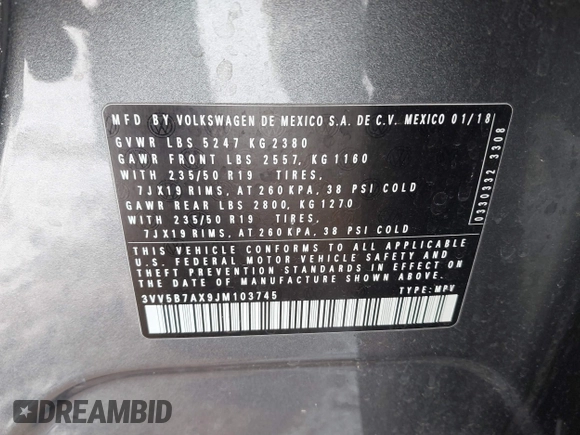 MFD BY VOLKSWAGEN DE MEXICO S.A. DE C.V. MEXICO 01/18
GVWR LBS 5247 KG 2380
GAWR FRONT LBS 2557, KG 1160
WITH 235/50 R19 TIRES,
7JX19 RIMS, AT 260 KPA, 38 PSI COLD
GAWR REAR LBS 2800, KG 1270
WITH 235/50 R19 TIRES,
7JX19 RIMS, AT 260 KPA, 38 PSI COLD
THIS VEHICLE CONFORMS TO ALL APPLICABLE
U.S. FEDERAL MOTOR VEHICLE SAFETY AND
THEFT PREVENTION STANDARDS IN EFFECT ON THE
DATE OF MANUFACTURE SHOWN ABOVE.
3VV5B7AX9JM103745
TYPE: MPV
0330332 3308
DREAMBID